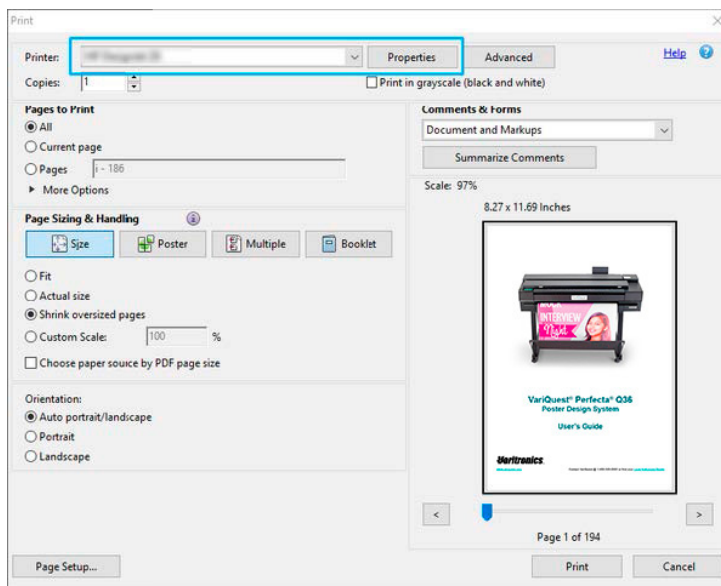 Print
Printer: Properties Advanced Help
Copies: 1 Print in grayscale (black and white)
Pages to Print
All
Current page
Pages i - 186
More Options
Page Sizing & Handling
Size Poster Multiple Booklet
Fit
Actual size
Shrink oversized pages
Custom Scale: 100 %
Choose paper source by PDF page size
Orientation:
Auto portrait/landscape
Portrait
Landscape
Comments & Forms
Document and Markups
Summarize Comments
Scale: 97%
8.27 x 11.69 Inches
INTERVIEW
Night
VariQuest® Perfecta® Q36
Poster Design System
User's Guide
Varitronics
< >
Page 1 of 194
Page Setup... Print Cancel